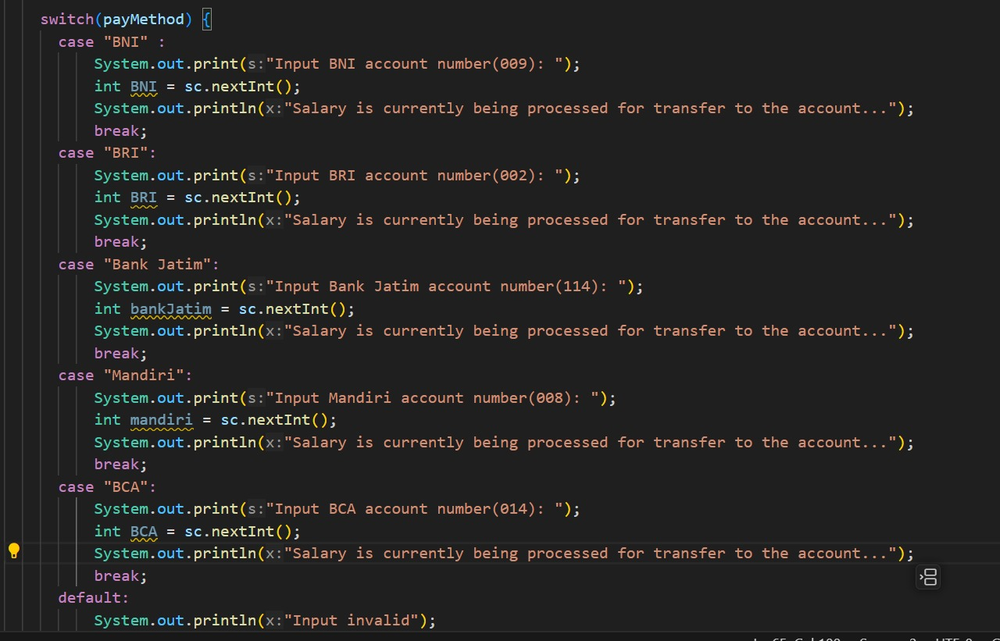 switch(payMethod) {
case "BNI" :
System.out.print(s:"Input BNI account number(009): ");
int BNI = sc.nextInt();
System.out.println(x:"Salary is currently being processed for transfer to the account...");
break;
case "BRI":
System.out.print(s:"Input BRI account number(002): ");
int BRI = sc.nextInt();
System.out.println(x:"Salary is currently being processed for transfer to the account...");
break;
case "Bank Jatim":
System.out.print(s:"Input Bank Jatim account number(114): ");
int bankJatim = sc.nextInt();
System.out.println(x:"Salary is currently being processed for transfer to the account...");
break;
case "Mandiri":
System.out.print(s:"Input Mandiri account number(008): ");
int mandiri = sc.nextInt();
System.out.println(x:"Salary is currently being processed for transfer to the account...");
break;
case "BCA":
System.out.print(s:"Input BCA account number(014): ");
int BCA = sc.nextInt();
System.out.println(x:"Salary is currently being processed for transfer to the account...");
break;
default:
System.out.println(x:"Input invalid");